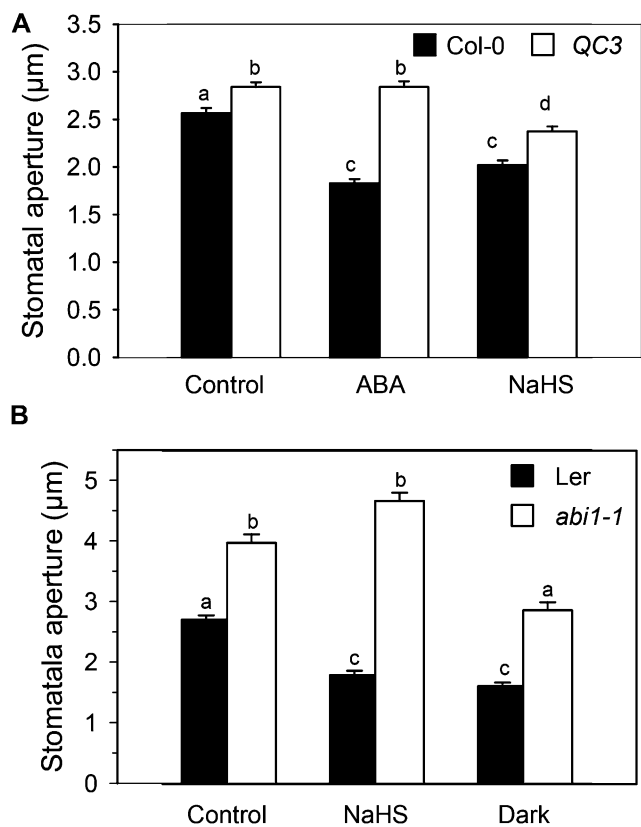 A
Stomatal aperture (µm)
3.5
3.0
2.5
2.0
1.5
1.0
0.5
0.0
Col-0 QC3
a b c b c d
Control ABA NaHS
B
Stomatala aperture (µm)
5
4
3
2
1
0
Ler
abi1-1
a b c b c a
Control NaHS Dark